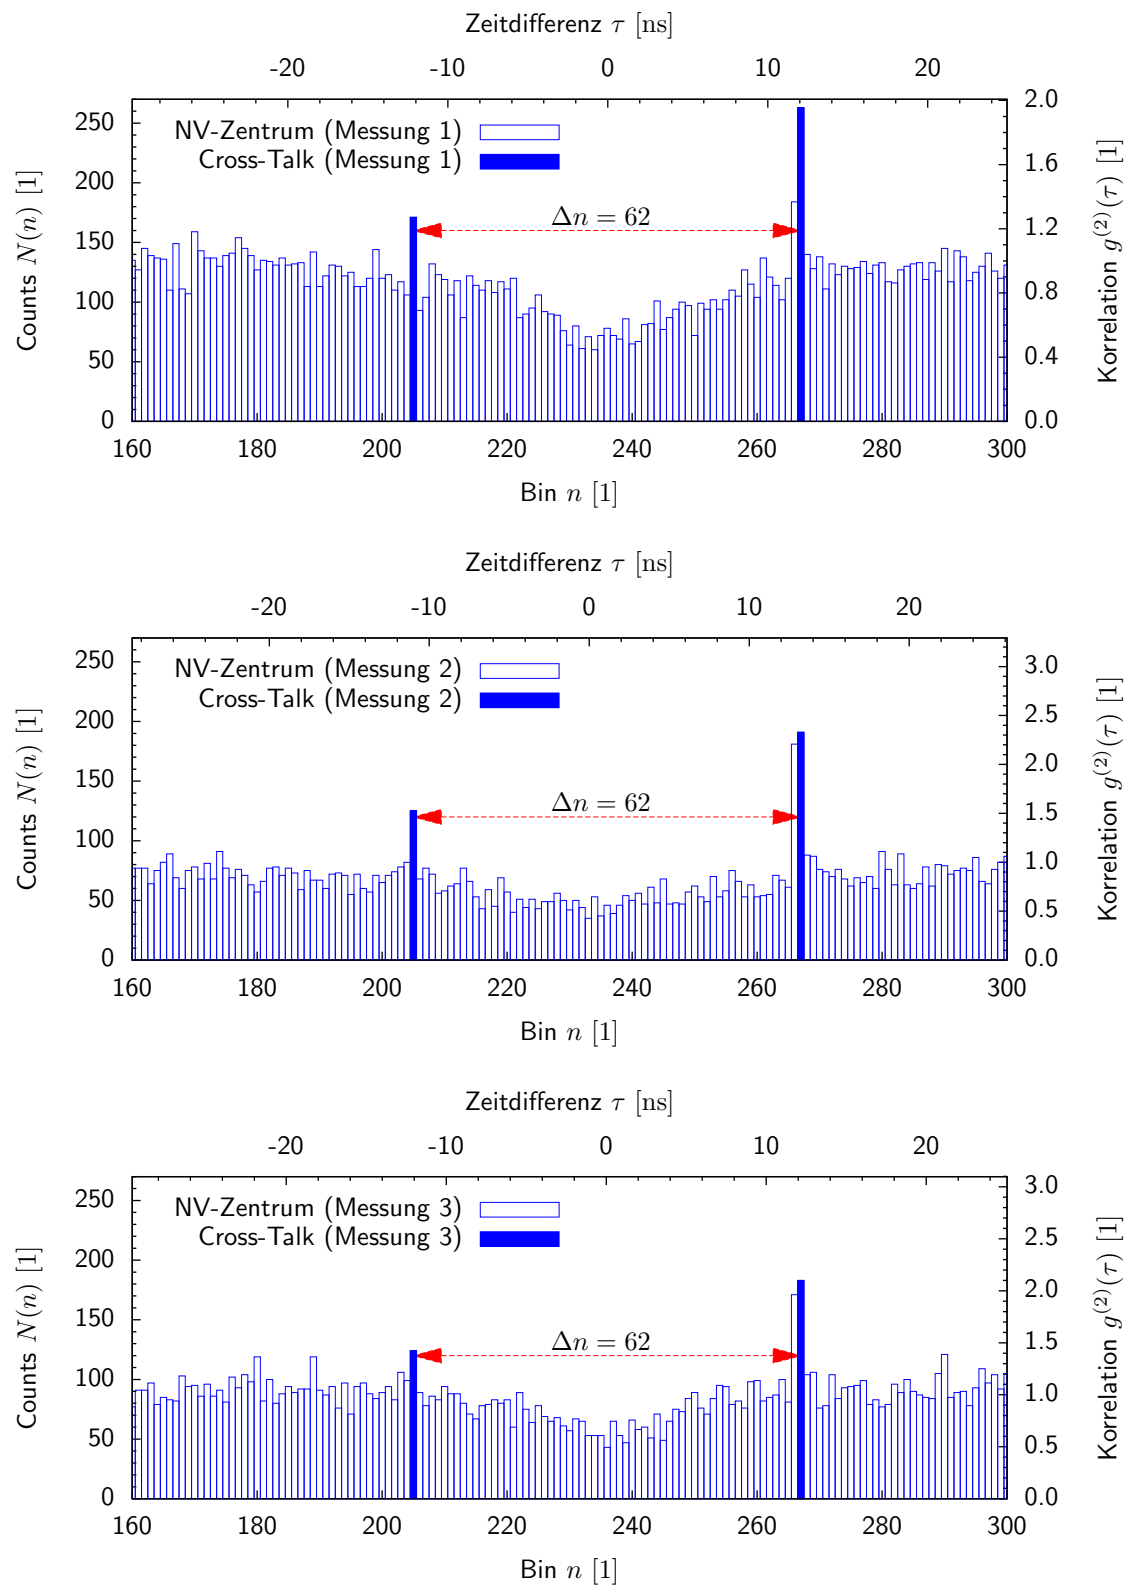 Zeitdifferenz τ [ns]
-20 -10 0 10 20
NV-Zentrum (Messung 1)
Cross-Talk (Messung 1)
Δn = 62
Counts N(n) [1]
250
200
150
100
50
0
Korrelation g⁽²⁾(τ) [1]
2.0
1.6
1.2
0.8
0.4
0.0
160 180 200 220 240 260 280 300
Bin n [1]
Zeitdifferenz τ [ns]
-20 -10 0 10 20
NV-Zentrum (Messung 2)
Cross-Talk (Messung 2)
Δn = 62
Counts N(n) [1]
250
200
150
100
50
0
Korrelation g⁽²⁾(τ) [1]
3.0
2.5
2.0
1.5
1.0
0.5
0.0
160 180 200 220 240 260 280 300
Bin n [1]
Zeitdifferenz τ [ns]
-20 -10 0 10 20
NV-Zentrum (Messung 3)
Cross-Talk (Messung 3)
Δn = 62
Counts N(n) [1]
250
200
150
100
50
0
Korrelation g⁽²⁾(τ) [1]
3.0
2.5
2.0
1.5
1.0
0.5
0.0
160 180 200 220 240 260 280 300
Bin n [1]